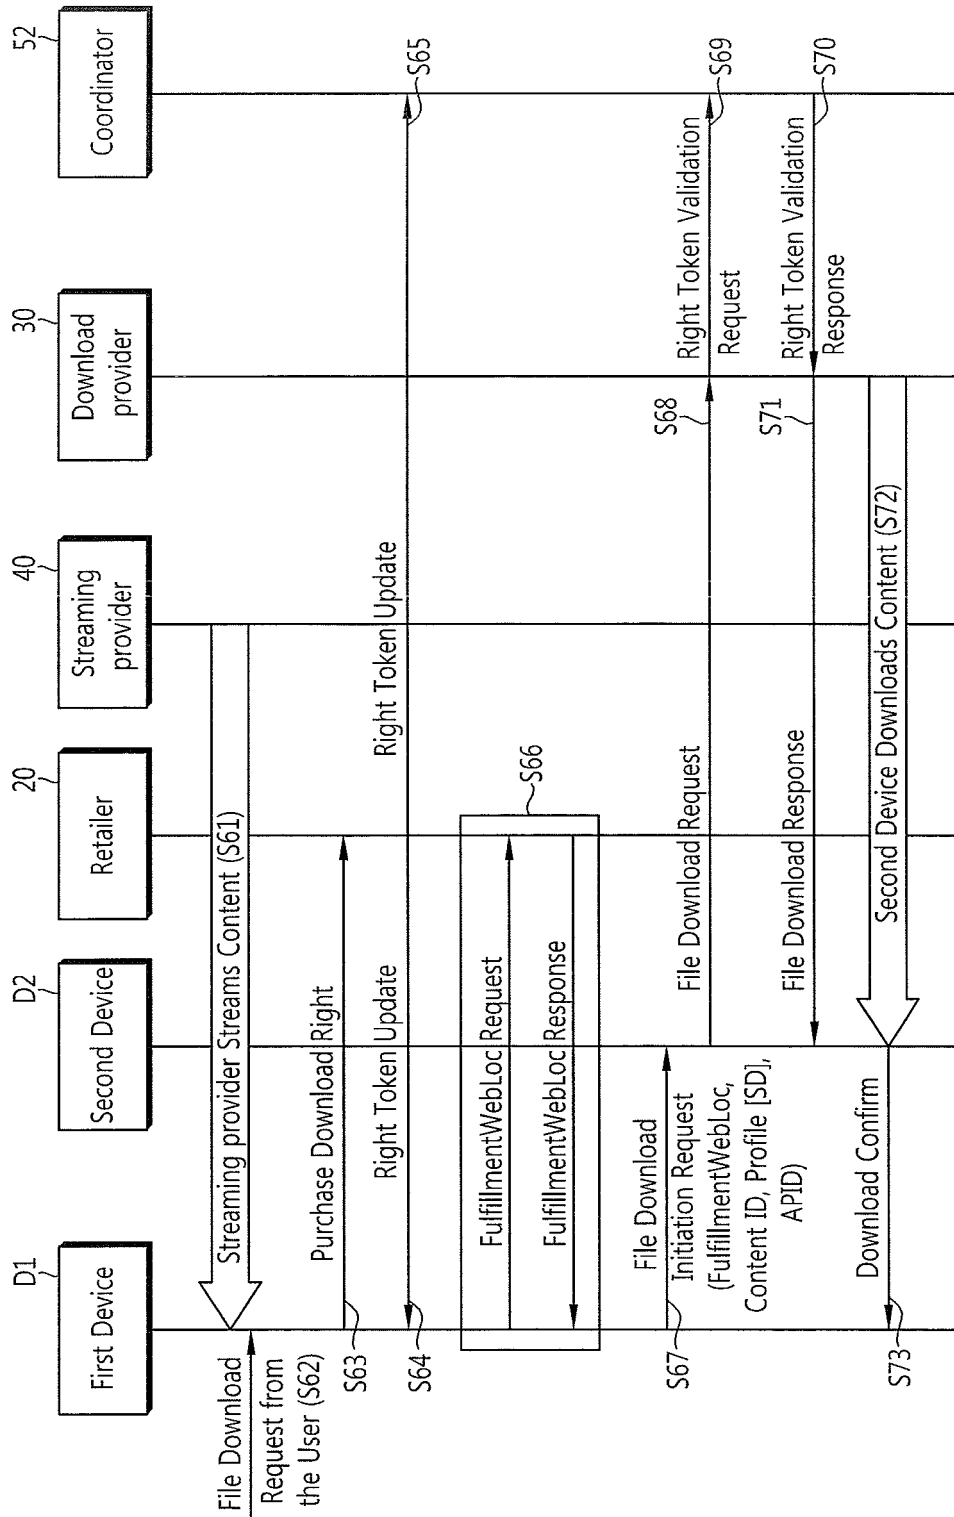 D1
First Device
D2
Second Device
20
Retailer
40
Streaming
provider
30
Download
provider
52
Coordinator
Streaming provider Streams Content (S61)
File Download
Request from
the User (S62)
Purchase Download Right
S63
Right Token Update
S64
Right Token Update
S65
S66
FulfillmentWebLoc Request
FulfillmentWebLoc Response
File Download
Initiation Request
(FulfillmentWebLoc,
Content ID, Profile [SD],
APID)
S67
File Download Request
S68
Right Token Validation
Request
S69
Right Token Validation
Response
S70
File Download Response
S71
Second Device Downloads Content (S72)
Download Confirm
S73